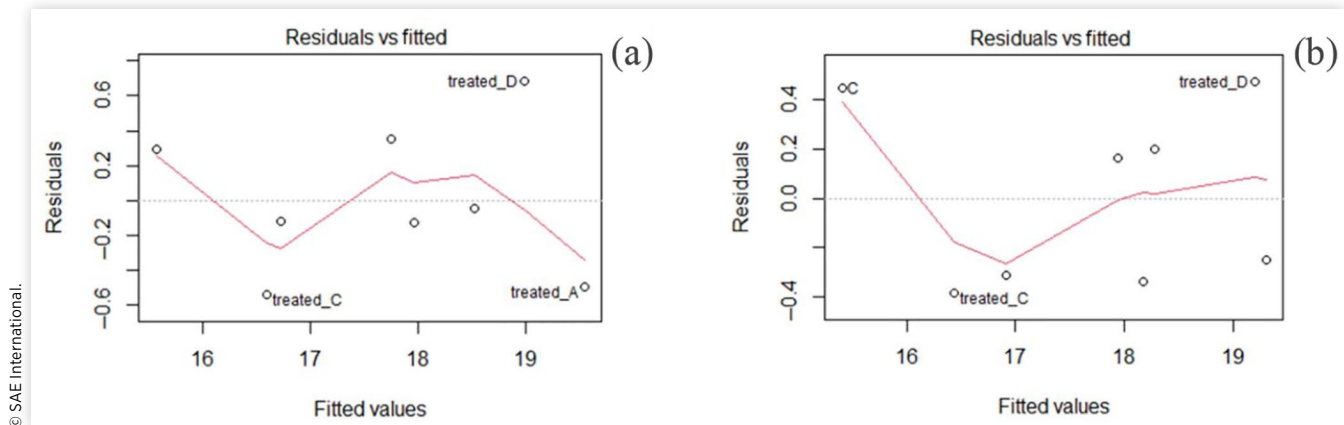 Residuals vs fitted
(a)
0.6
0.2
−0.2
−0.6
Residuals
treated_D
treated_C
treated_A
16 17 18 19
Fitted values
Residuals vs fitted
(b)
0.4
0.2
0.0
−0.4
Residuals
C
treated_D
treated_C
16 17 18 19
Fitted values
© SAE International.